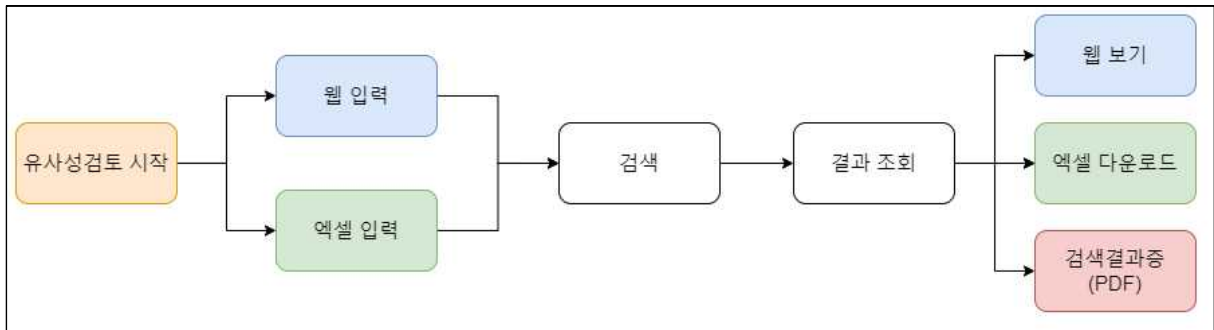 유사성검토 시작
웹 입력
엑셀 입력
검색
결과 조회
웹 보기
엑셀 다운로드
검색결과증
(PDF)